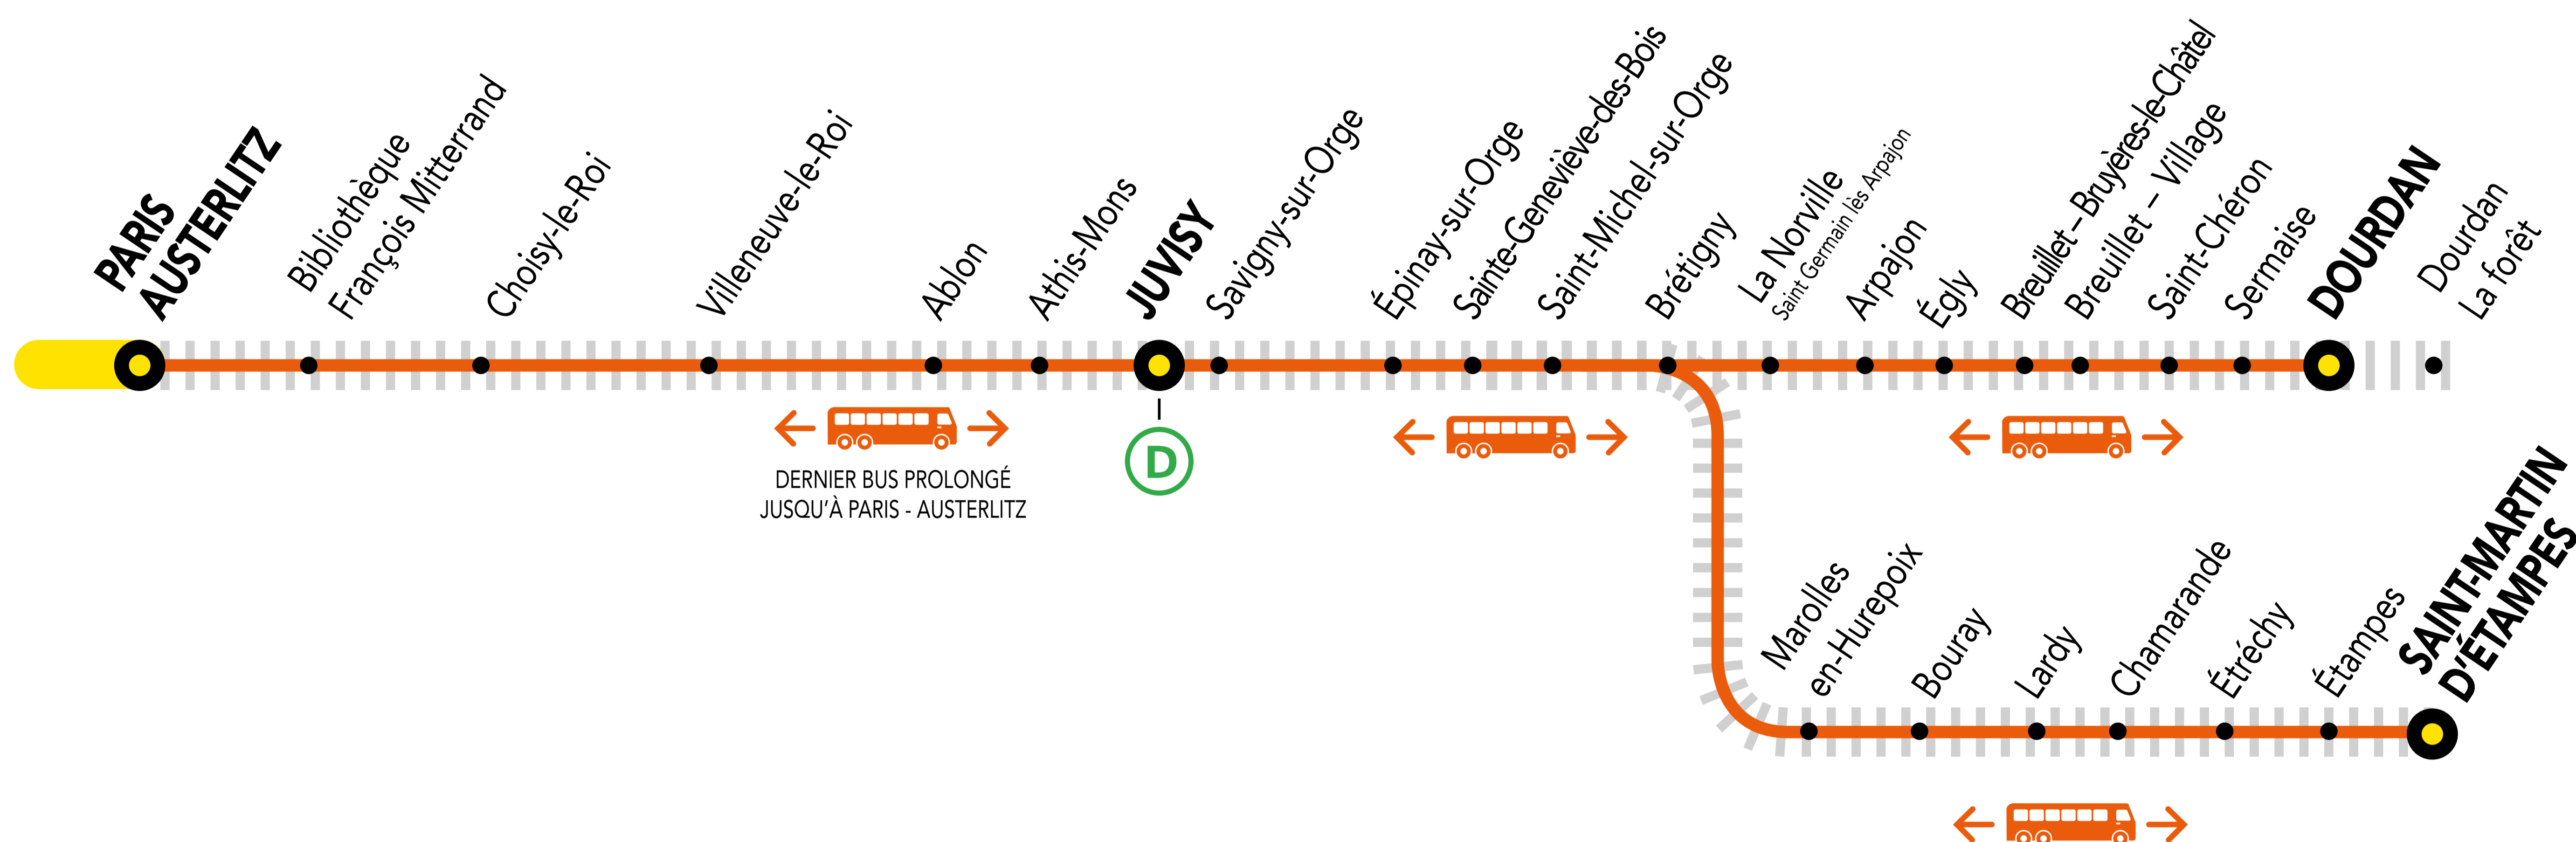 PARIS
AUSTERLITZ
Bibliothèque
François Mitterrand
Choisy-le-Roi
Villeneuve-le-Roi
Ablon
Athis-Mons
JUVISY
Savigny-sur-Orge
Épinay-sur-Orge
Sainte-Geneviève-des-Bois
Saint-Michel-sur-Orge
Brétigny
La Norville
Saint Germain lès Arpajon
Arpajon
Égly
Breuillet – Bruyères-le-Châtel
Breuillet – Village
Saint-Chéron
Sermaise
DOURDAN
Dourdan
La forêt
DERNIER BUS PROLONGÉ
JUSQU'À PARIS - AUSTERLITZ
D
Marolles
en-Hurepoix
Bouray
Lardy
Chamarande
Étréchy
Étampes
SAINT-MARTIN
D'ÉTAMPES